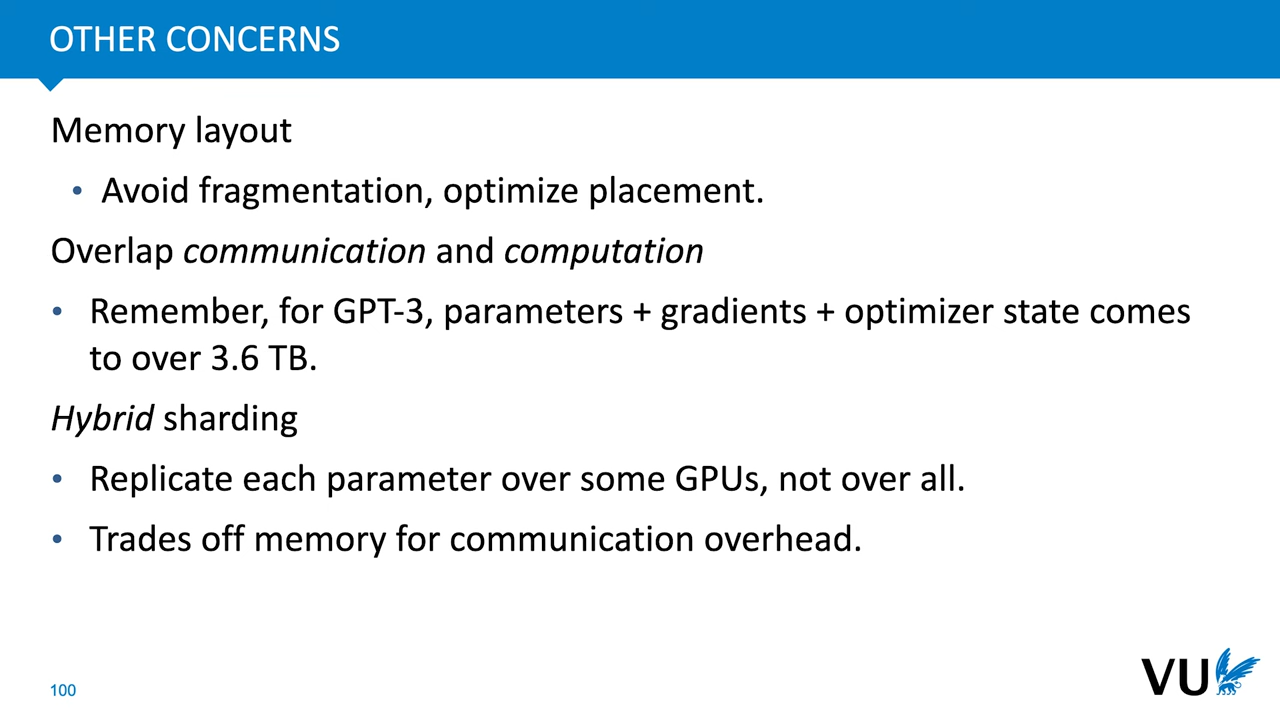 OTHER CONCERNS
Memory layout
• Avoid fragmentation, optimize placement.
Overlap communication and computation
• Remember, for GPT-3, parameters + gradients + optimizer state comes
to over 3.6 TB.
Hybrid sharding
• Replicate each parameter over some GPUs, not over all.
• Trades off memory for communication overhead.
100
VU